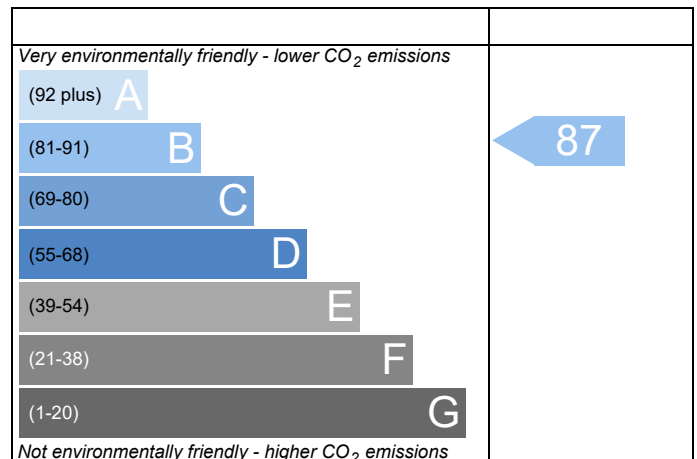 Very environmentally friendly - lower CO2 emissions
(92 plus) A
(81-91) B
87
(69-80) C
(55-68) D
(39-54) E
(21-38) F
(1-20) G
Not environmentally friendly - higher CO2 emissions